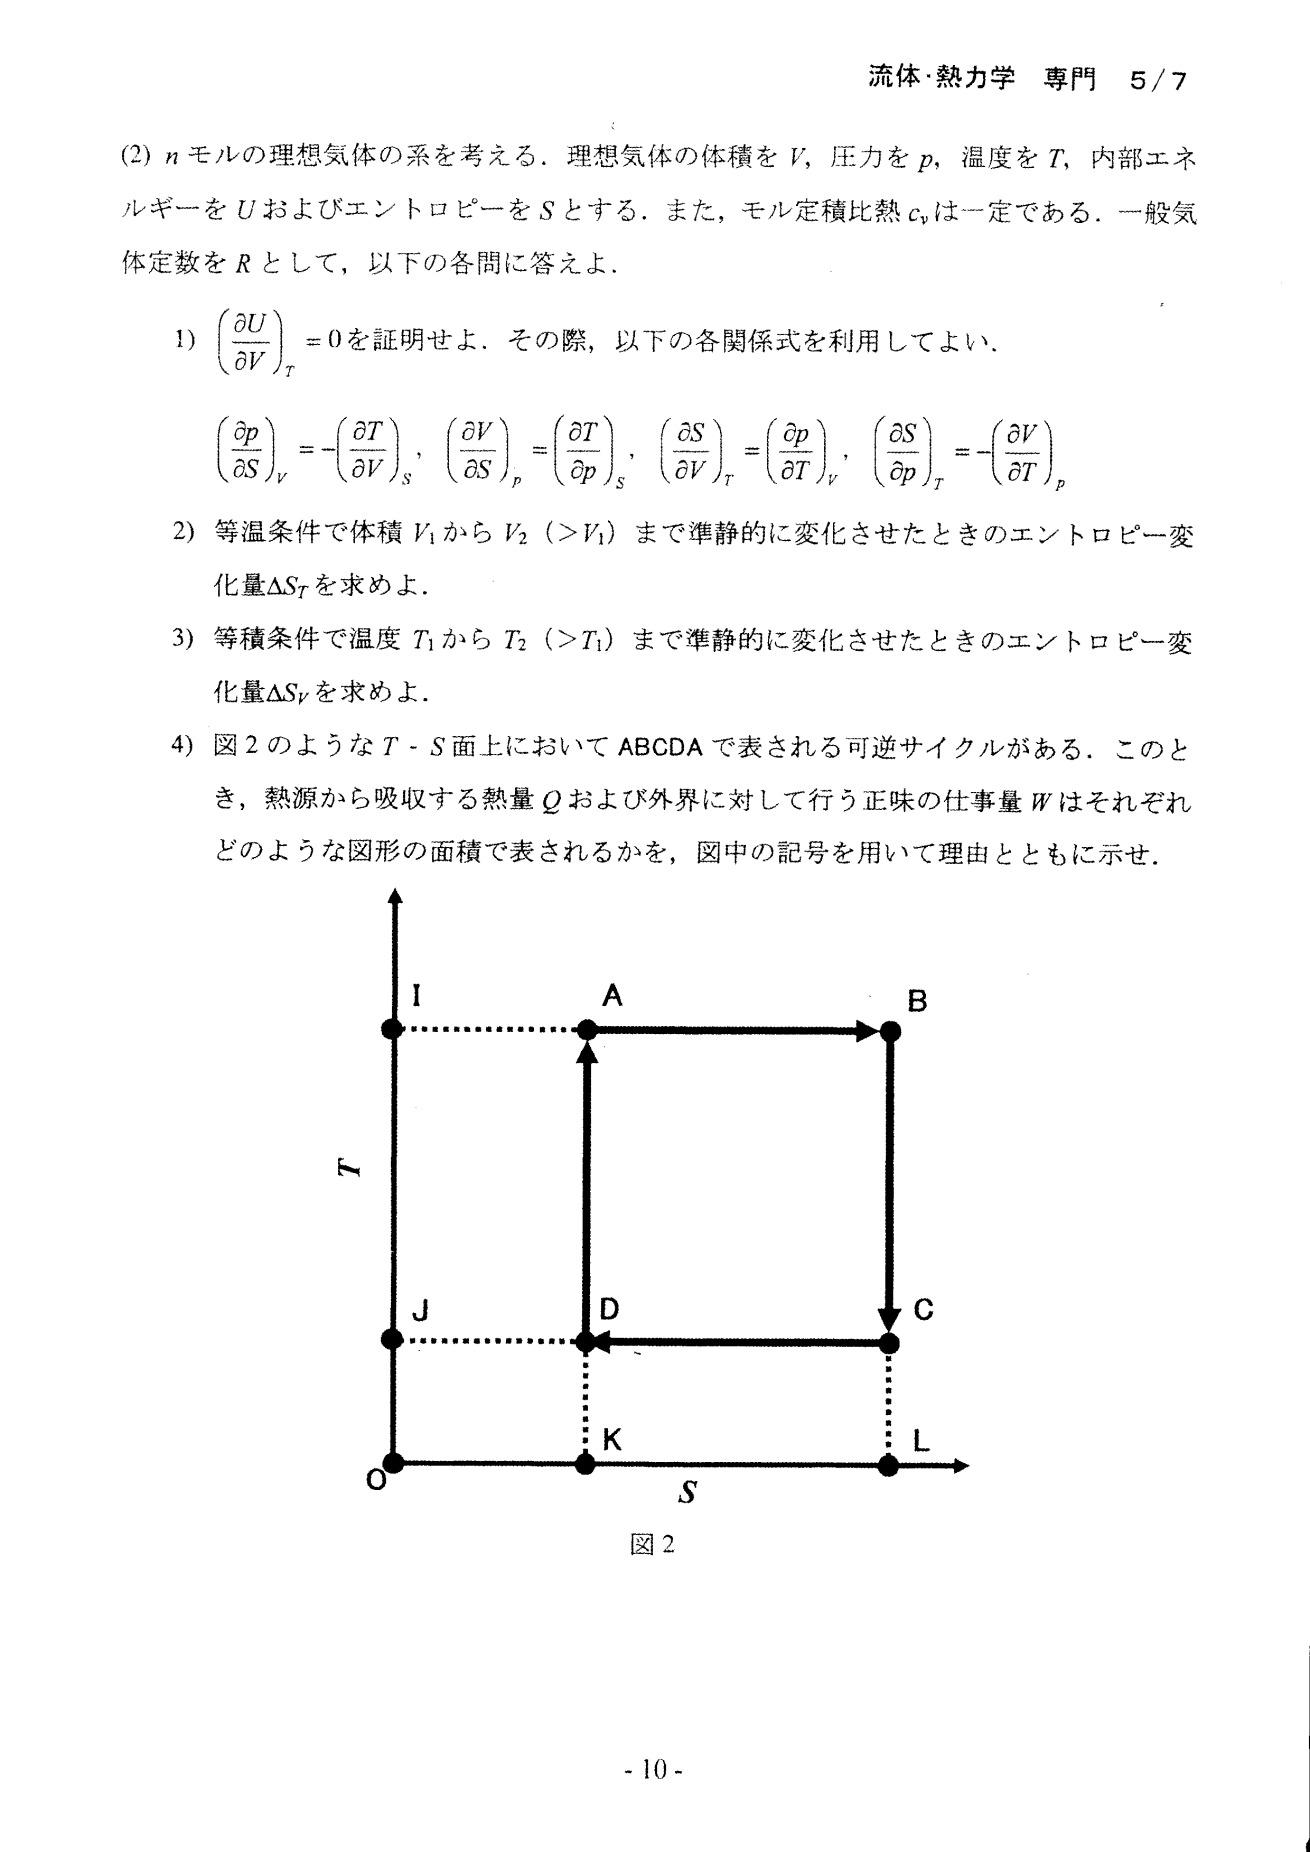 流体・熱力学 専門 5/7
(2) n モルの理想気体の系を考える．理想気体の体積を V，圧力を p，温度を T，内部エネ
ルギーを U およびエントロピーを S とする．また，モル定積比熱 cᵥ は一定である．一般気
体定数を R として，以下の各問に答えよ．
1) (∂U/∂V)_T = 0 を証明せよ．その際，以下の各関係式を利用してよい．
(∂p/∂S)_V = -(∂T/∂V)_S, (∂V/∂S)_p = (∂T/∂p)_S, (∂S/∂V)_T = (∂p/∂T)_V, (∂S/∂p)_T = -(∂V/∂T)_p
2) 等温条件で体積 V₁ から V₂（＞V₁）まで準静的に変化させたときのエントロピー変
化量ΔS_T を求めよ．
3) 等積条件で温度 T₁ から T₂（＞T₁）まで準静的に変化させたときのエントロピー変
化量ΔS_V を求めよ．
4) 図 2 のような T - S 面上において ABCDA で表される可逆サイクルがある．このと
き，熱源から吸収する熱量 Q および外界に対して行う正味の仕事量 W はそれぞれ
どのような図形の面積で表されるかを，図中の記号を用いて理由とともに示せ．
I A B
T
J D C
K L
O
S
図 2
- 10 -